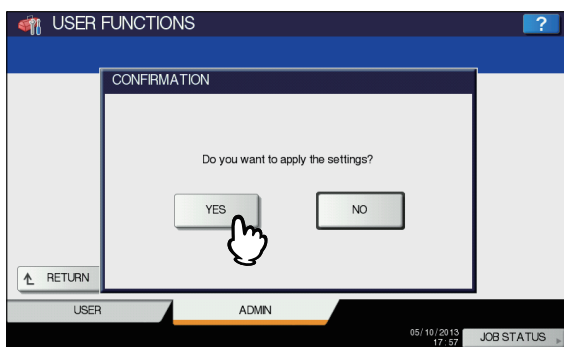 USER FUNCTIONS
?
CONFIRMATION
Do you want to apply the settings?
YES
NO
RETURN
USER
ADMIN
05/10/2013
17:57
JOB STATUS